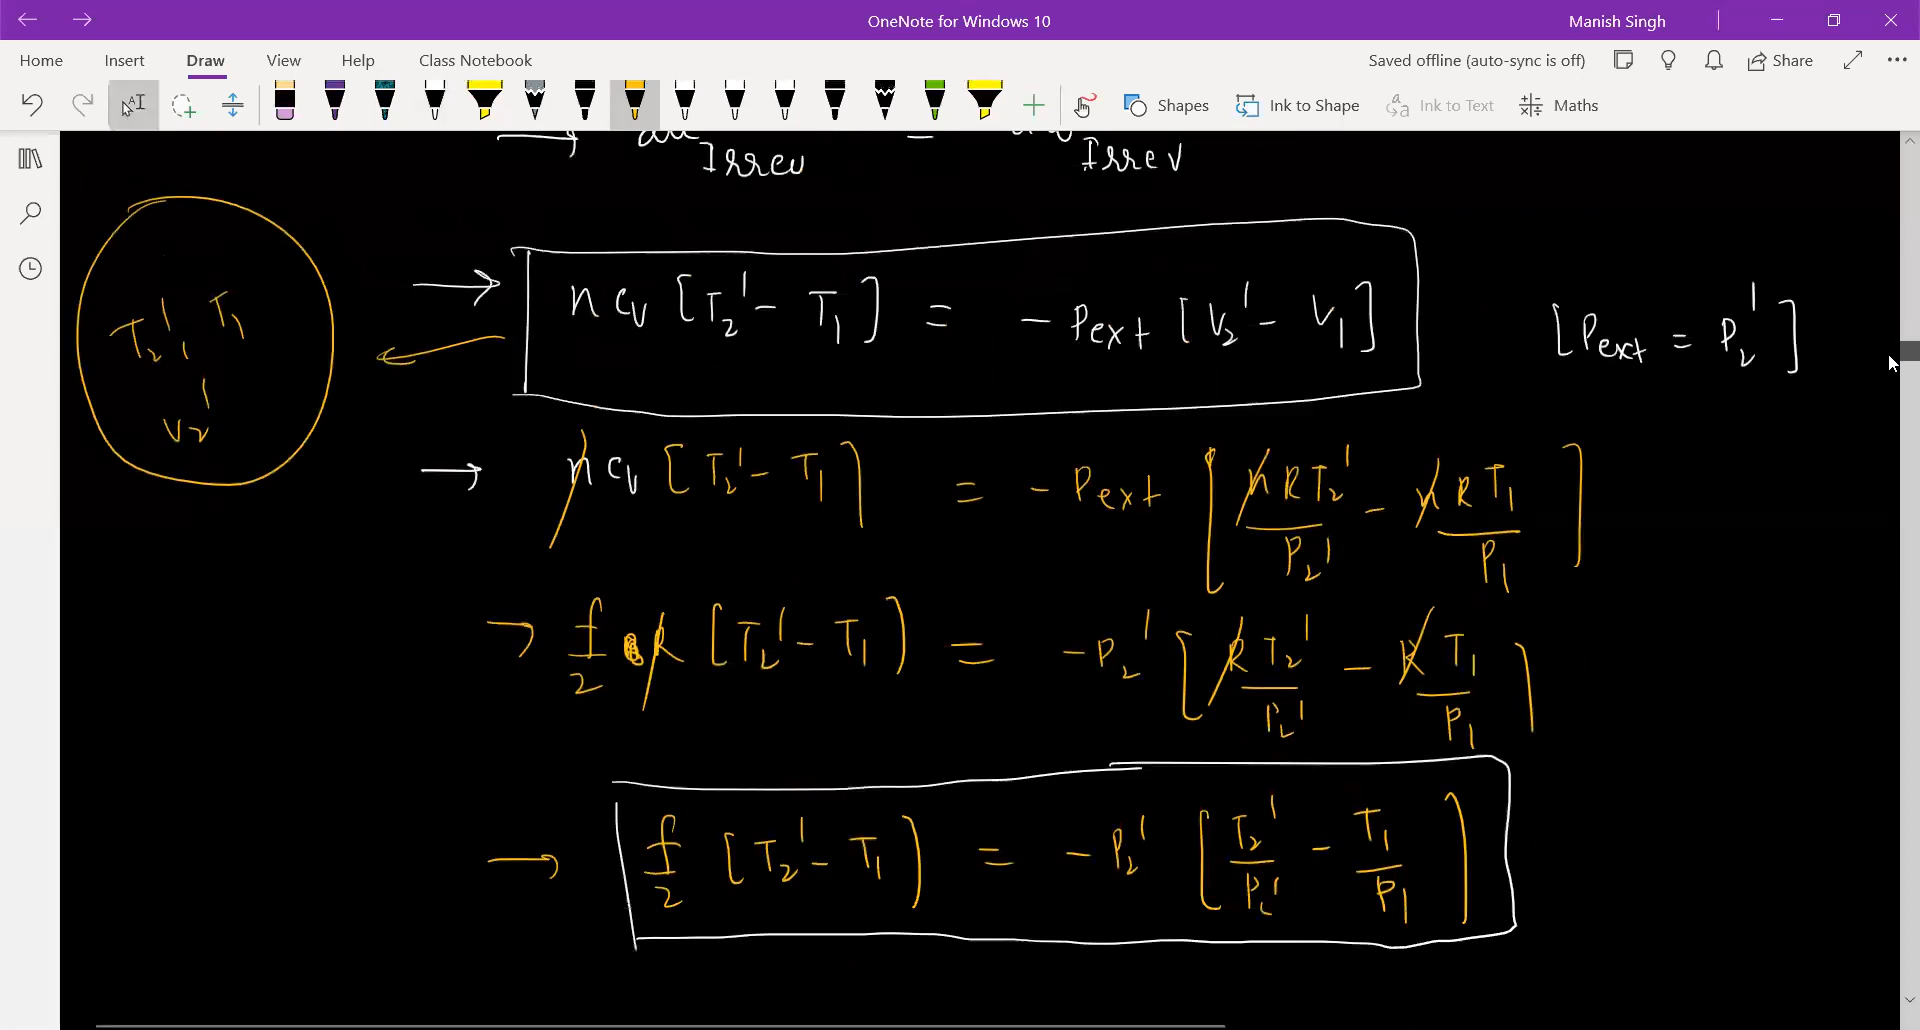 OneNote for Windows 10
Manish Singh
Home Insert Draw View Help Class Notebook
Saved offline (auto-sync is off) Share
Shapes Ink to Shape Ink to Text Maths
Irrev = Irrev
→ n Cv [T2' - T1] = - Pext [V2' - V1] [Pext = P2']
T2', T1
V2'
→ n Cv [T2' - T1] = - Pext [nRT2'/P2' - nRT1/P1]
→ f/2 R [T2' - T1] = - P2' [RT2'/P2' - RT1/P1]
→ f/2 [T2' - T1] = - P2' [T2'/P2' - T1/P1]